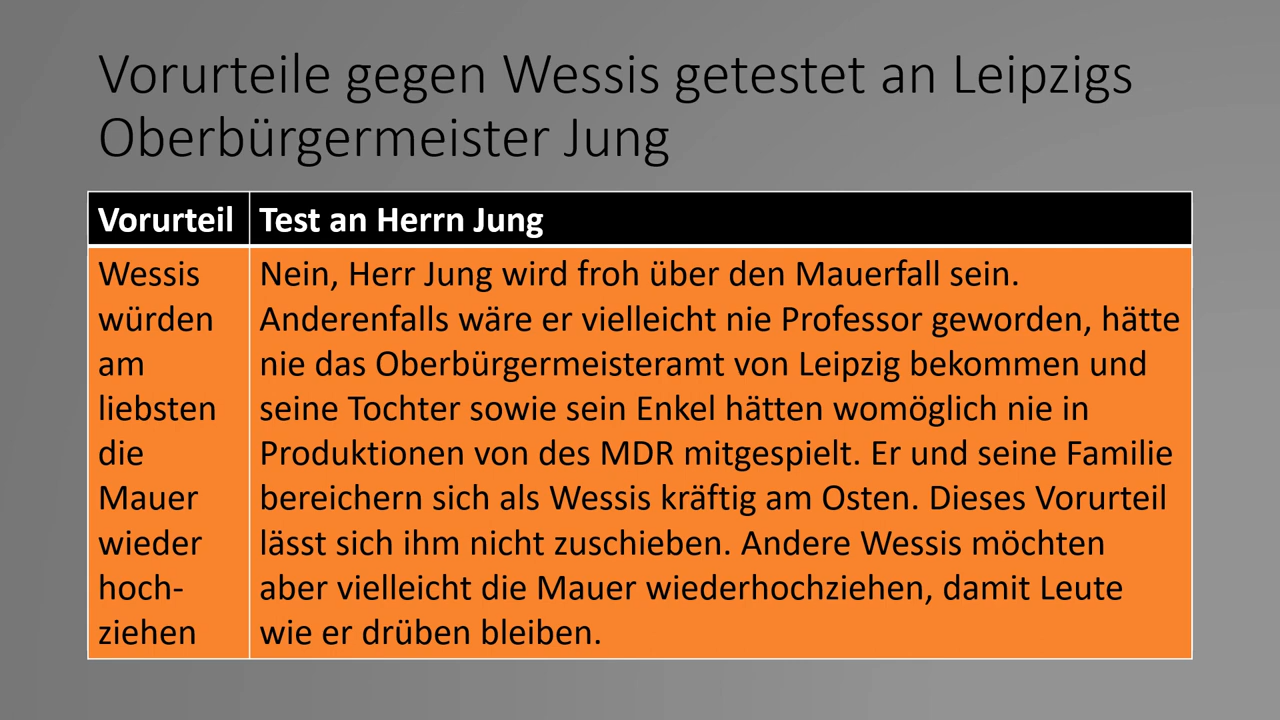 Vorurteile gegen Wessis getestet an Leipzigs
Oberbürgermeister Jung
Vorurteil
Test an Herrn Jung
Wessis
würden
am
liebsten
die
Mauer
wieder
hoch-
ziehen
Nein, Herr Jung wird froh über den Mauerfall sein.
Anderenfalls wäre er vielleicht nie Professor geworden, hätte
nie das Oberbürgermeisteramt von Leipzig bekommen und
seine Tochter sowie sein Enkel hätten womöglich nie in
Produktionen von des MDR mitgespielt. Er und seine Familie
bereichern sich als Wessis kräftig am Osten. Dieses Vorurteil
lässt sich ihm nicht zuschieben. Andere Wessis möchten
aber vielleicht die Mauer wiederhochziehen, damit Leute
wie er drüben bleiben.